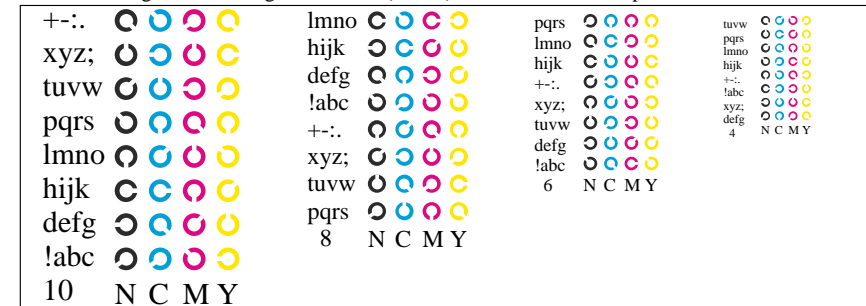 +-:.
xyz;
tuvw
pqrs
lmno
hijk
defg
!abc
10 N C M Y
lmno
hijk
defg
!abc
+-:.
xyz;
tuvw
pqrs
8 N C M Y
pqrs
lmno
hijk
+-:.
xyz;
tuvw
defg
!abc
6 N C M Y
tuvw
pqrs
lmno
hijk
+-:.
!abc
xyz;
defg
4 N C M Y